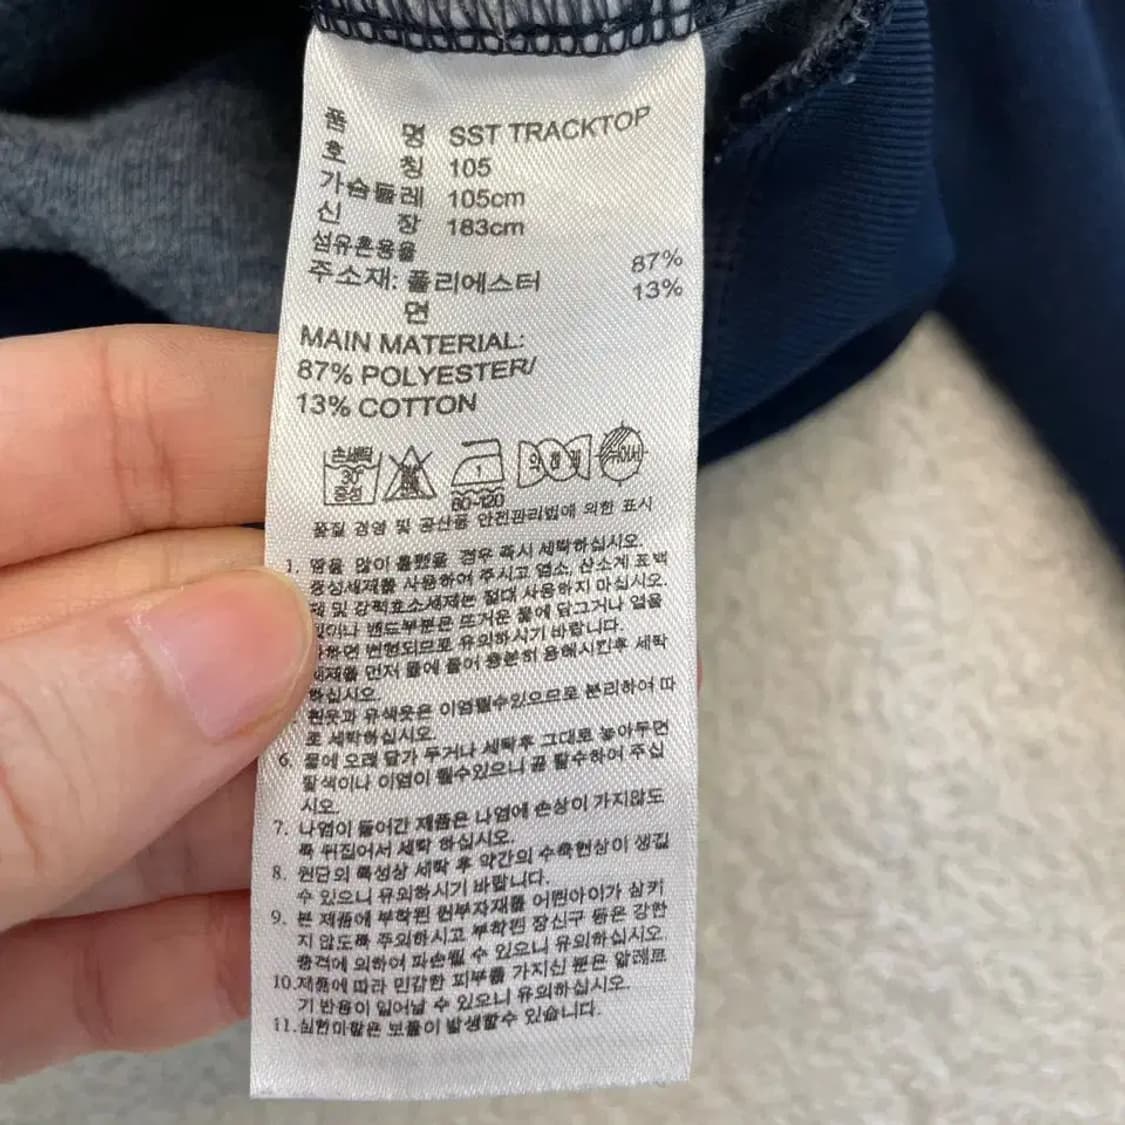 품 명 SST TRACKTOP
호 칭 105
가슴둘레 105cm
신 장 183cm
섬유혼용율
주소재: 폴리에스터 87%
면 13%
MAIN MATERIAL:
87% POLYESTER/
13% COTTON
손세탁 30° 중성 1 80~120 약하게 뉘어서
품질 경영 및 공산품 안전관리법에 의한 표시
1. 땀을 많이 흘렸을 경우 즉시 세탁하십시오.
중성세제를 사용하여 주시고 염소, 산소계 표백
제 및 강력효소세제는 절대 사용하지 마십시오.
밴드부분은 뜨거운 물에 담그거나 열을
변형되므로 유의하시기 바랍니다.
먼저 물에 풀어 충분히 용해시킨후 세탁
하십시오.
흰옷과 유색옷은 이염될수있으므로 분리하여 따
로 세탁하십시오.
6. 물에 오래 담가 두거나 세탁후 그대로 놓아두면
탈색이나 이염이 될수있으니 곧 탈수하여 주십
시오.
7. 나염이 들어간 제품은 나염에 손상이 가지않도
록 뒤집어서 세탁 하십시오.
8. 원단의 특성상 세탁 후 약간의 수축현상이 생길
수 있으니 유의하시기 바랍니다.
9. 본 제품에 부착된 원부자재를 어린아이가 삼키
지 않도록 주의하시고 부착된 장신구 등은 강한
충격에 의하여 파손될 수 있으니 유의하십시오
10.제품에 따라 민감한 피부를 가지신 분은 알레르
기 반응이 일어날 수 있으니 유의하십시오.
11. 보풀이 발생할수 있습니다.